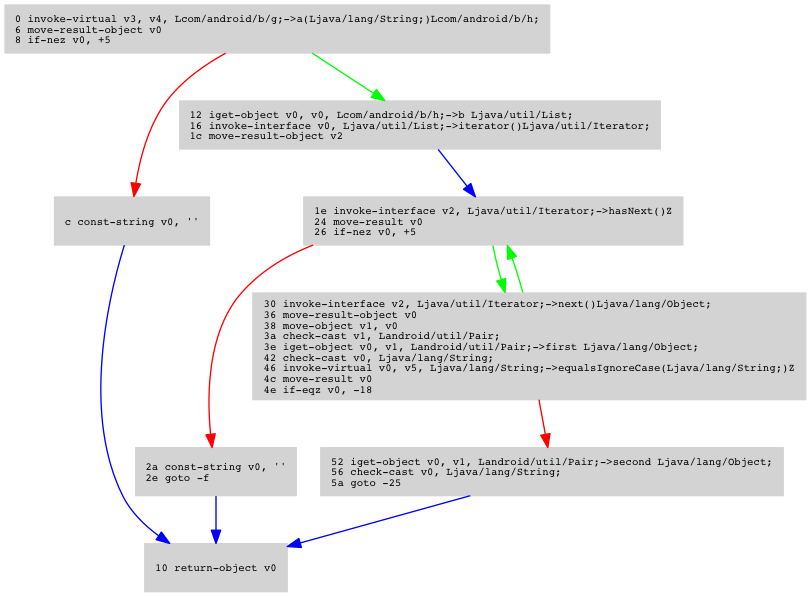 0 invoke-virtual v3, v4, Lcom/android/b/g;->a(Ljava/lang/String;)Lcom/android/b/h;
6 move-result-object v0
8 if-nez v0, +5
12 iget-object v0, v0, Lcom/android/b/h;->b Ljava/util/List;
16 invoke-interface v0, Ljava/util/List;->iterator()Ljava/util/Iterator;
1c move-result-object v2
c const-string v0, ''
1e invoke-interface v2, Ljava/util/Iterator;->hasNext()Z
24 move-result v0
26 if-nez v0, +5
30 invoke-interface v2, Ljava/util/Iterator;->next()Ljava/lang/Object;
36 move-result-object v0
38 move-object v1, v0
3a check-cast v1, Landroid/util/Pair;
3e iget-object v0, v1, Landroid/util/Pair;->first Ljava/lang/Object;
42 check-cast v0, Ljava/lang/String;
46 invoke-virtual v0, v5, Ljava/lang/String;->equalsIgnoreCase(Ljava/lang/String;)Z
4c move-result v0
4e if-eqz v0, -18
2a const-string v0, ''
2e goto -f
52 iget-object v0, v1, Landroid/util/Pair;->second Ljava/lang/Object;
56 check-cast v0, Ljava/lang/String;
5a goto -25
10 return-object v0